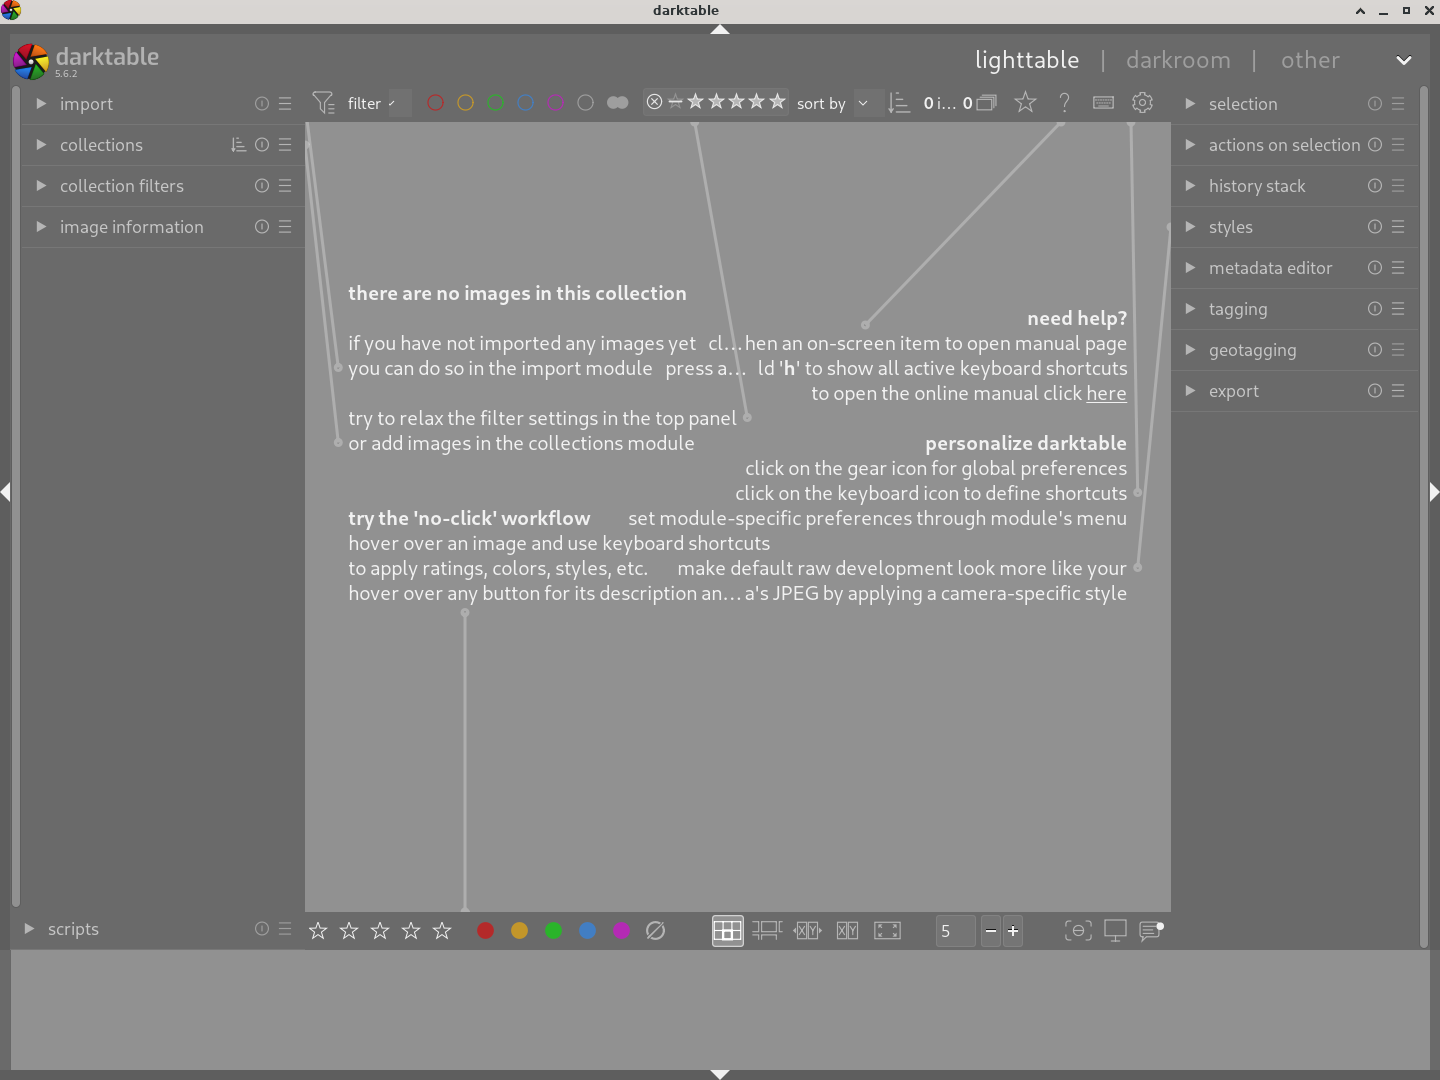 darktable
darktable
5.6.2
lighttable | darkroom | other
import
collections
collection filters
image information
filter
sort by
0 i... 0
selection
actions on selection
history stack
styles
metadata editor
tagging
geotagging
export
there are no images in this collection
need help?
if you have not imported any images yet cl...hen an on-screen item to open manual page
you can do so in the import module press a... ld 'h' to show all active keyboard shortcuts
to open the online manual click here
try to relax the filter settings in the top panel
or add images in the collections module
personalize darktable
click on the gear icon for global preferences
click on the keyboard icon to define shortcuts
try the 'no-click' workflow set module-specific preferences through module's menu
hover over an image and use keyboard shortcuts
to apply ratings, colors, styles, etc. make default raw development look more like your
hover over any button for its description an...a's JPEG by applying a camera-specific style
scripts
XY
XY
5